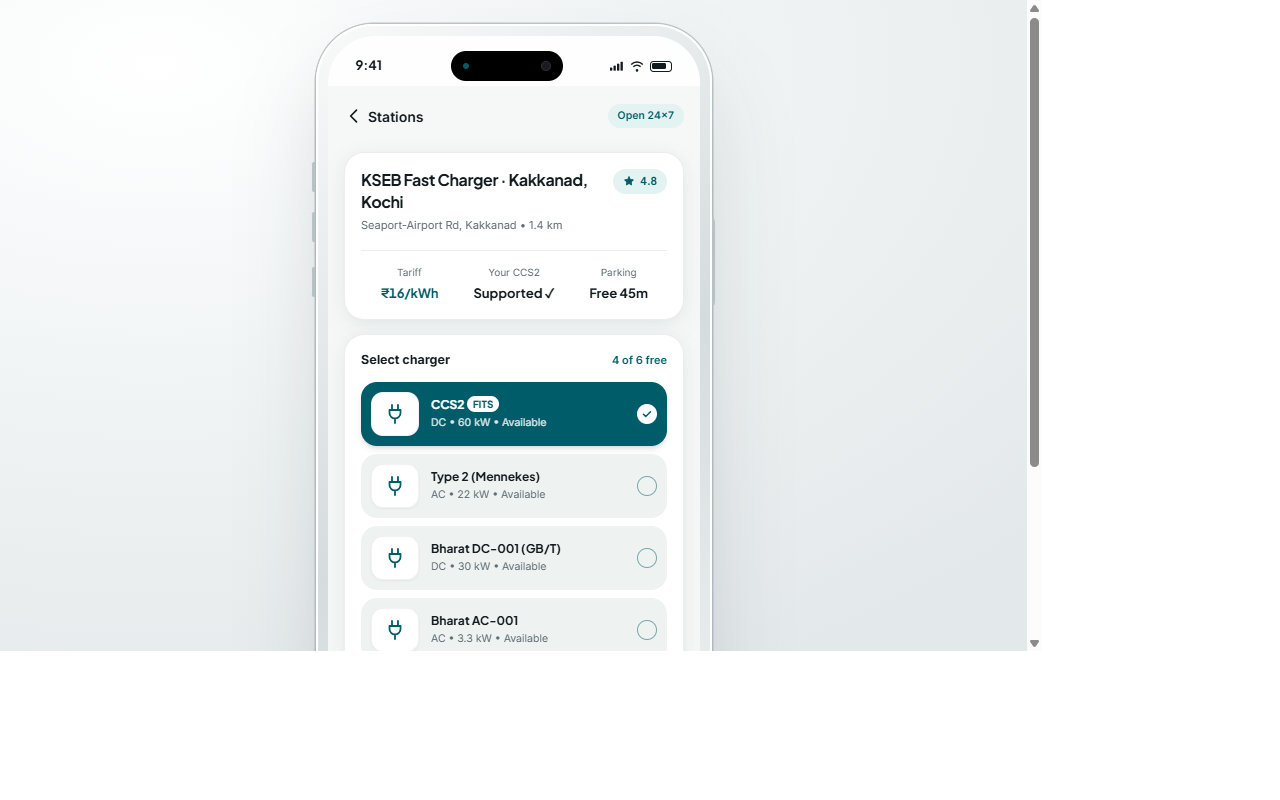 9:41
Stations
Open 24×7
KSEB Fast Charger · Kakkanad,
Kochi
4.8
Seaport-Airport Rd, Kakkanad • 1.4 km
Tariff
Your CCS2
Parking
₹16/kWh
Supported ✓
Free 45m
Select charger
4 of 6 free
CCS2 FITS
DC • 60 kW • Available
Type 2 (Mennekes)
AC • 22 kW • Available
Bharat DC-001 (GB/T)
DC • 30 kW • Available
Bharat AC-001
AC • 3.3 kW • Available